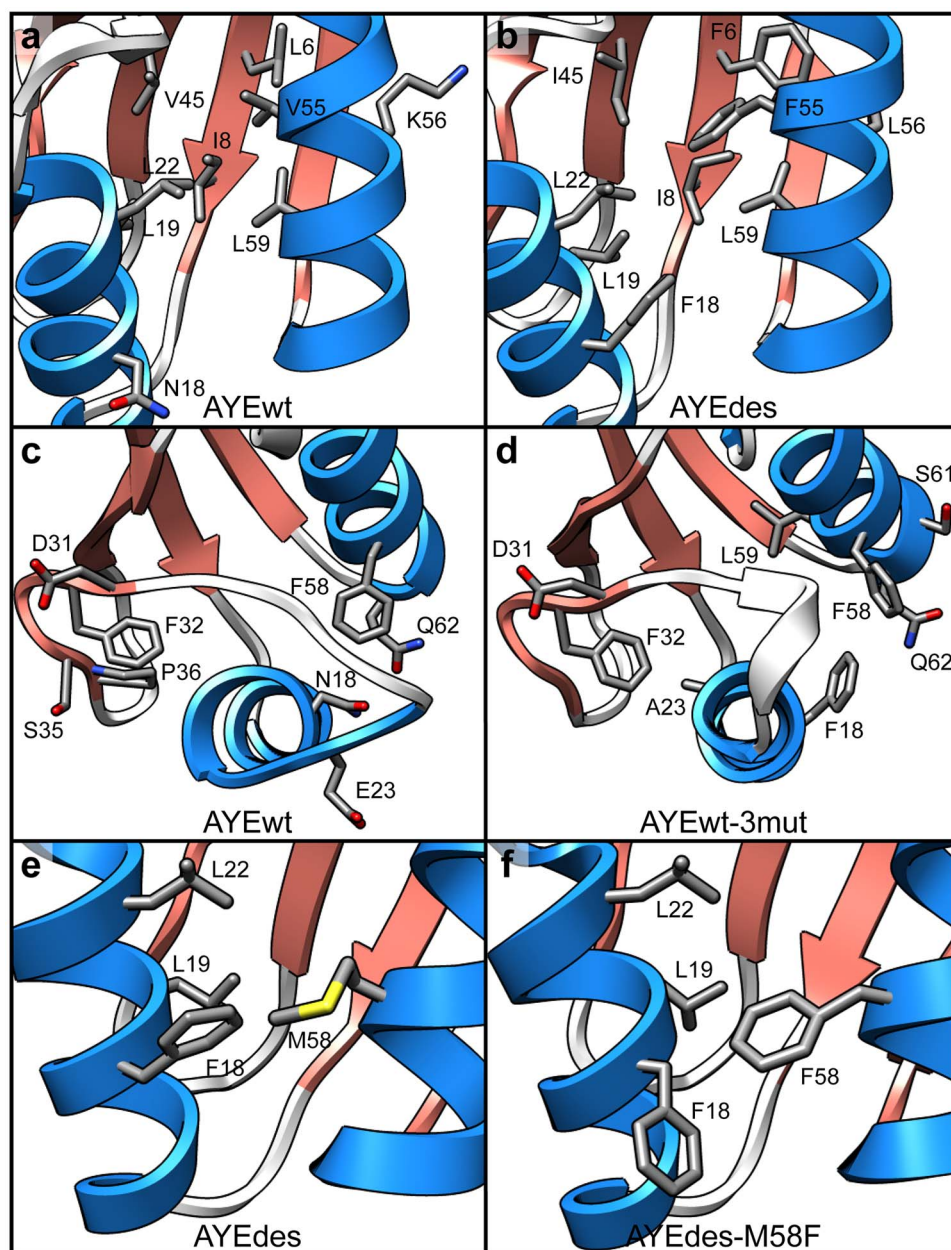 a
L6
V45
V55
K56
I8
L22
L19
L59
N18
AYEwt
b
F6
I45
F55
L56
L22
I8
L59
L19
F18
AYEdes
c
D31
F58
F32
Q62
P36
N18
S35
E23
AYEwt
d
S61
D31
L59
F58
F32
Q62
A23
F18
AYEwt-3mut
e
L22
L19
M58
F18
AYEdes
f
L22
L19
F58
F18
AYEdes-M58F